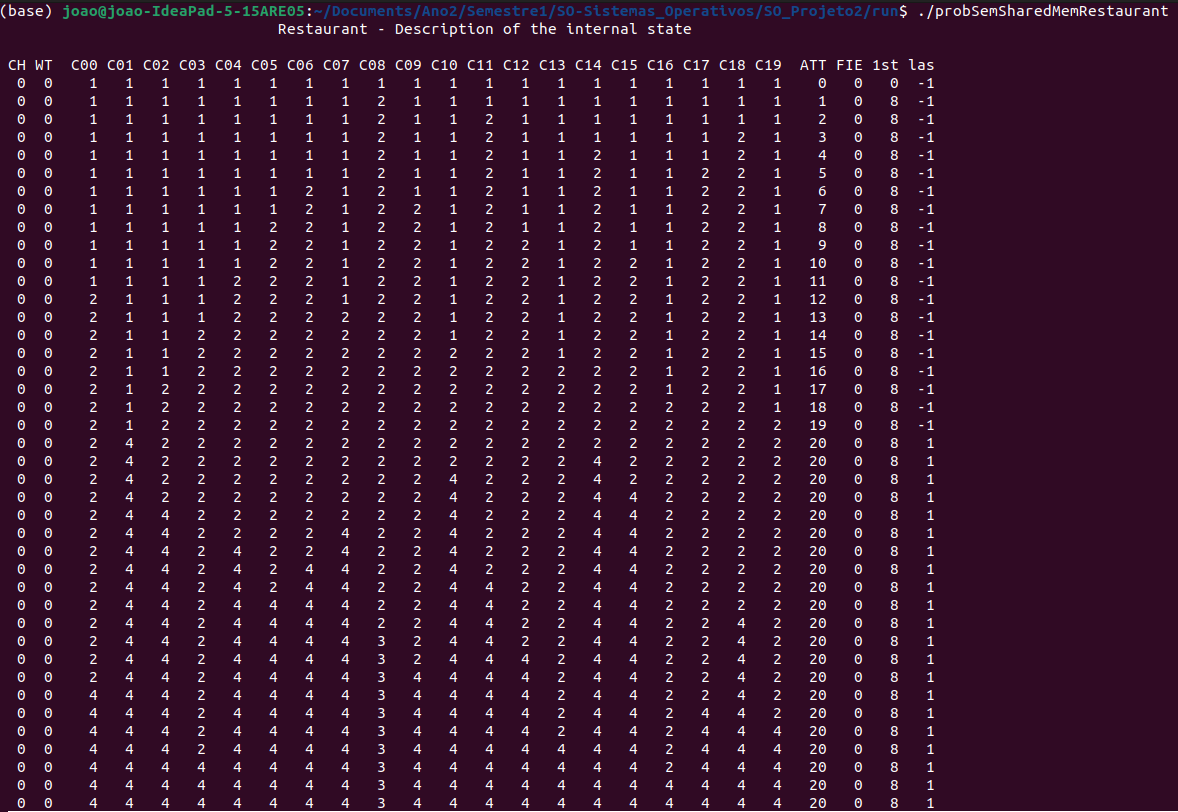 (base) joao@joao-IdeaPad-5-15ARE05:~/Documents/Ano2/Semestre1/SO-Sistemas_Operativos/SO_Projeto2/run$ ./probSemSharedMemRestaurant
Restaurant - Description of the internal state
CH WT C00 C01 C02 C03 C04 C05 C06 C07 C08 C09 C10 C11 C12 C13 C14 C15 C16 C17 C18 C19 ATT FIE 1st las
0 0 1 1 1 1 1 1 1 1 1 1 1 1 1 1 1 1 1 1 1 1 0 0 0 -1
0 0 1 1 1 1 1 1 1 1 2 1 1 1 1 1 1 1 1 1 1 1 1 0 8 -1
0 0 1 1 1 1 1 1 1 1 2 1 1 2 1 1 1 1 1 1 1 1 2 0 8 -1
0 0 1 1 1 1 1 1 1 1 2 1 1 2 1 1 1 1 1 1 2 1 3 0 8 -1
0 0 1 1 1 1 1 1 1 1 2 1 1 2 1 1 2 1 1 1 2 1 4 0 8 -1
0 0 1 1 1 1 1 1 1 1 2 1 1 2 1 1 2 1 1 2 2 1 5 0 8 -1
0 0 1 1 1 1 1 1 2 1 2 1 1 2 1 1 2 1 1 2 2 1 6 0 8 -1
0 0 1 1 1 1 1 1 2 1 2 2 1 2 1 1 2 1 1 2 2 1 7 0 8 -1
0 0 1 1 1 1 1 2 2 1 2 2 1 2 1 1 2 1 1 2 2 1 8 0 8 -1
0 0 1 1 1 1 1 2 2 1 2 2 1 2 2 1 2 1 1 2 2 1 9 0 8 -1
0 0 1 1 1 1 1 2 2 1 2 2 1 2 2 1 2 2 1 2 2 1 10 0 8 -1
0 0 1 1 1 1 2 2 2 1 2 2 1 2 2 1 2 2 1 2 2 1 11 0 8 -1
0 0 2 1 1 1 2 2 2 1 2 2 1 2 2 1 2 2 1 2 2 1 12 0 8 -1
0 0 2 1 1 1 2 2 2 2 2 2 1 2 2 1 2 2 1 2 2 1 13 0 8 -1
0 0 2 1 1 2 2 2 2 2 2 2 1 2 2 1 2 2 1 2 2 1 14 0 8 -1
0 0 2 1 1 2 2 2 2 2 2 2 2 2 2 1 2 2 1 2 2 1 15 0 8 -1
0 0 2 1 1 2 2 2 2 2 2 2 2 2 2 2 2 2 1 2 2 1 16 0 8 -1
0 0 2 1 2 2 2 2 2 2 2 2 2 2 2 2 2 2 1 2 2 1 17 0 8 -1
0 0 2 1 2 2 2 2 2 2 2 2 2 2 2 2 2 2 2 2 2 1 18 0 8 -1
0 0 2 1 2 2 2 2 2 2 2 2 2 2 2 2 2 2 2 2 2 2 19 0 8 -1
0 0 2 4 2 2 2 2 2 2 2 2 2 2 2 2 2 2 2 2 2 2 20 0 8 1
0 0 2 4 2 2 2 2 2 2 2 2 2 2 2 2 4 2 2 2 2 2 20 0 8 1
0 0 2 4 2 2 2 2 2 2 2 2 4 2 2 2 4 2 2 2 2 2 20 0 8 1
0 0 2 4 2 2 2 2 2 2 2 2 4 2 2 2 4 4 2 2 2 2 20 0 8 1
0 0 2 4 4 2 2 2 2 2 2 2 4 2 2 2 4 4 2 2 2 2 20 0 8 1
0 0 2 4 4 2 2 2 2 4 2 2 4 2 2 2 4 4 2 2 2 2 20 0 8 1
0 0 2 4 4 2 4 2 2 4 2 2 4 2 2 2 4 4 2 2 2 2 20 0 8 1
0 0 2 4 4 2 4 2 4 4 2 2 4 2 2 2 4 4 2 2 2 2 20 0 8 1
0 0 2 4 4 2 4 2 4 4 2 2 4 4 2 2 4 4 2 2 2 2 20 0 8 1
0 0 2 4 4 2 4 4 4 4 2 2 4 4 2 2 4 4 2 2 2 2 20 0 8 1
0 0 2 4 4 2 4 4 4 4 2 2 4 4 2 2 4 4 2 2 4 2 20 0 8 1
0 0 2 4 4 2 4 4 4 4 3 2 4 4 2 2 4 4 2 2 4 2 20 0 8 1
0 0 2 4 4 2 4 4 4 4 3 2 4 4 4 2 4 4 2 2 4 2 20 0 8 1
0 0 2 4 4 2 4 4 4 4 3 4 4 4 4 2 4 4 2 2 4 2 20 0 8 1
0 0 4 4 4 2 4 4 4 4 3 4 4 4 4 2 4 4 2 2 4 2 20 0 8 1
0 0 4 4 4 2 4 4 4 4 3 4 4 4 4 2 4 4 2 4 4 2 20 0 8 1
0 0 4 4 4 2 4 4 4 4 3 4 4 4 4 2 4 4 2 4 4 4 20 0 8 1
0 0 4 4 4 2 4 4 4 4 3 4 4 4 4 4 4 4 2 4 4 4 20 0 8 1
0 0 4 4 4 4 4 4 4 4 3 4 4 4 4 4 4 4 2 4 4 4 20 0 8 1
0 0 4 4 4 4 4 4 4 4 3 4 4 4 4 4 4 4 4 4 4 4 20 0 8 1
0 0 4 4 4 4 4 4 4 4 3 4 4 4 4 4 4 4 4 4 4 4 20 0 8 1